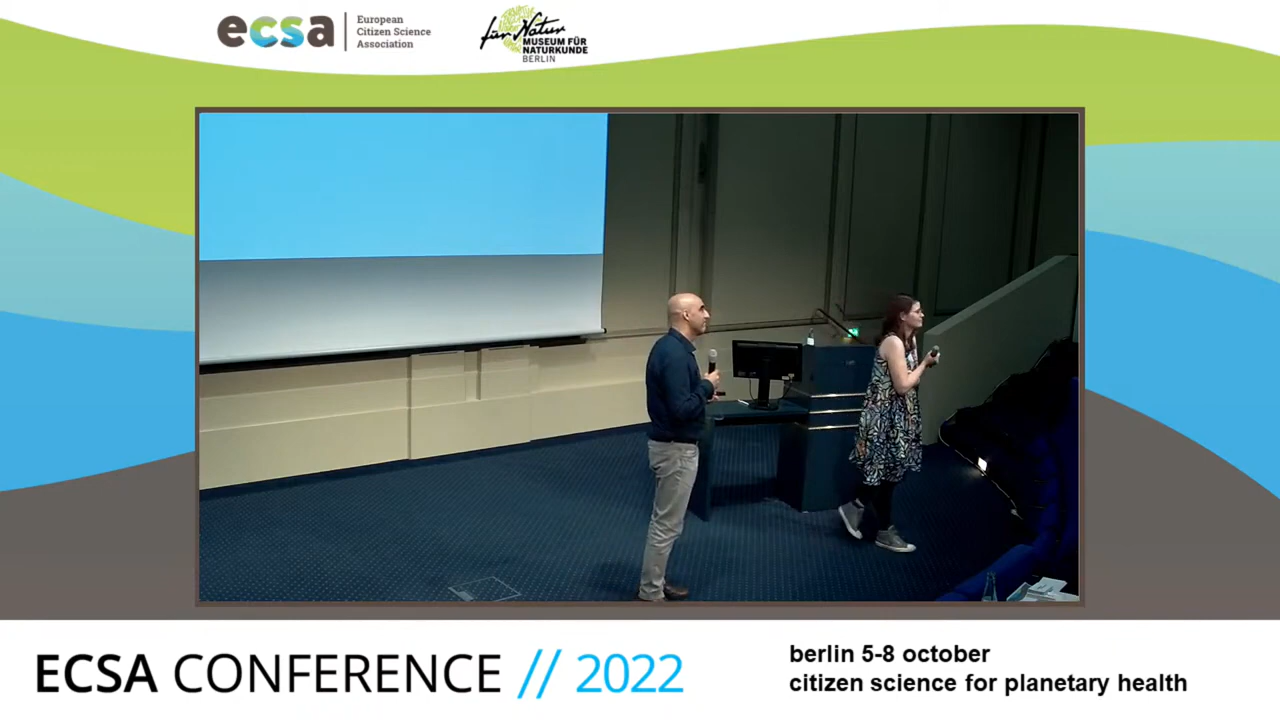 ecsa
European
Citizen Science
Association
für Natur
MUSEUM FÜR
NATURKUNDE
BERLIN
ECSA CONFERENCE // 2022
berlin 5-8 october
citizen science for planetary health